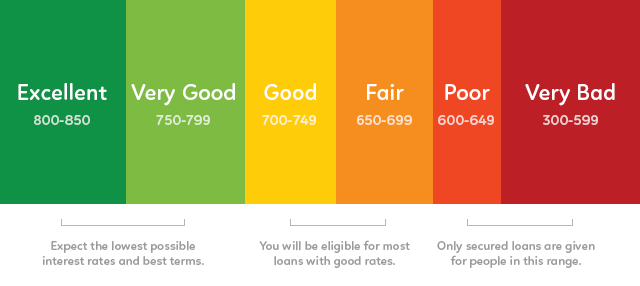 Excellent
800-850
Very Good
750-799
Good
700-749
Fair
650-699
Poor
600-649
Very Bad
300-599
Expect the lowest possible
interest rates and best terms.
You will be eligible for most
loans with good rates.
Only secured loans are given
for people in this range.